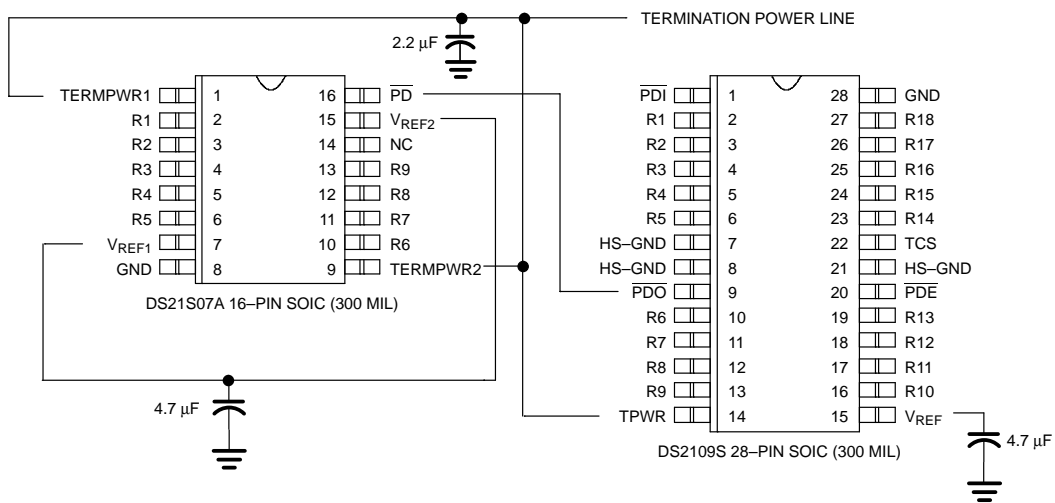 TERMINATION POWER LINE
2.2 µF
TERMPWR1 1 16 P̅D̅
R1 2 15 VREF2
R2 3 14 NC
R3 4 13 R9
R4 5 12 R8
R5 6 11 R7
VREF1 7 10 R6
GND 8 9 TERMPWR2
DS21S07A 16–PIN SOIC (300 MIL)
4.7 µF
P̅D̅I̅ 1 28 GND
R1 2 27 R18
R2 3 26 R17
R3 4 25 R16
R4 5 24 R15
R5 6 23 R14
HS–GND 7 22 TCS
HS–GND 8 21 HS–GND
P̅D̅O̅ 9 20 P̅D̅E̅
R6 10 19 R13
R7 11 18 R12
R8 12 17 R11
R9 13 16 R10
TPWR 14 15 VREF
4.7 µF
DS2109S 28–PIN SOIC (300 MIL)